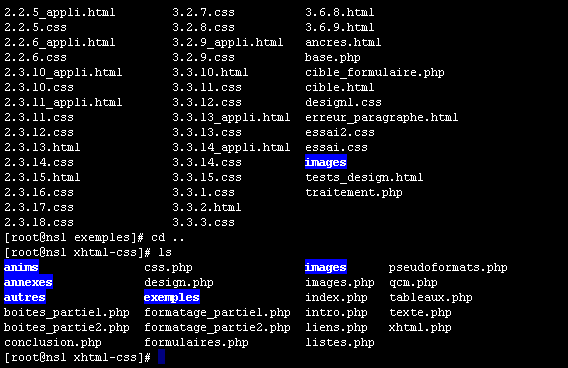 2.2.5_appli.html 3.2.7.css 3.6.8.html
2.2.5.css 3.2.8.css 3.6.9.html
2.2.6_appli.html 3.2.9_appli.html ancres.html
2.2.6.css 3.2.9.css base.php
2.3.10_appli.html 3.3.10.html cible_formulaire.php
2.3.10.css 3.3.11.css cible.html
2.3.11_appli.html 3.3.12.css design1.css
2.3.11.css 3.3.13_appli.html erreur_paragraphe.html
2.3.12.css 3.3.13.css essai2.css
2.3.13.html 3.3.14_appli.html essai.css
2.3.14.css 3.3.14.css images
2.3.15.html 3.3.15.css tests_design.html
2.3.16.css 3.3.1.css traitement.php
2.3.17.css 3.3.2.html
2.3.18.css 3.3.3.css
[root@ns1 exemples]# cd ..
[root@ns1 xhtml-css]# ls
anims css.php images pseudoformats.php
annexes design.php images.php qcm.php
autres exemples index.php tableaux.php
boites_partie1.php formatage_partie1.php intro.php texte.php
boites_partie2.php formatage_partie2.php liens.php xhtml.php
conclusion.php formulaires.php listes.php
[root@ns1 xhtml-css]#